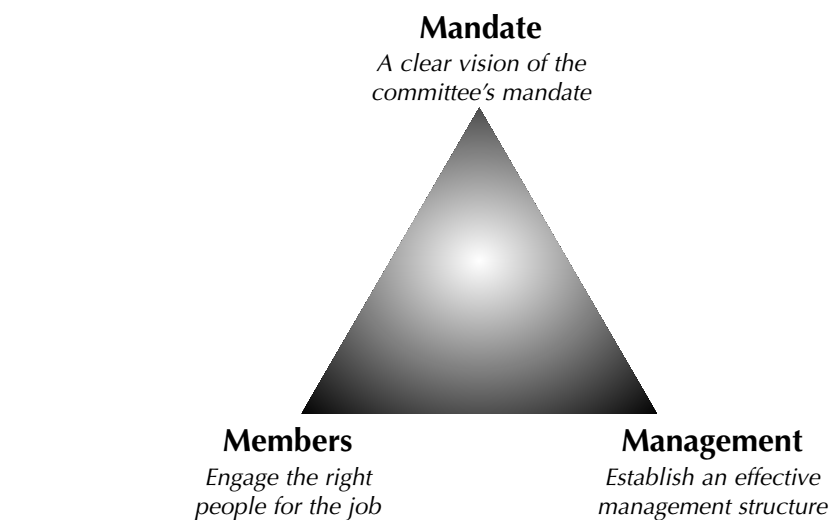 Mandate
A clear vision of the
committee’s mandate
Members
Engage the right
people for the job
Management
Establish an effective
management structure